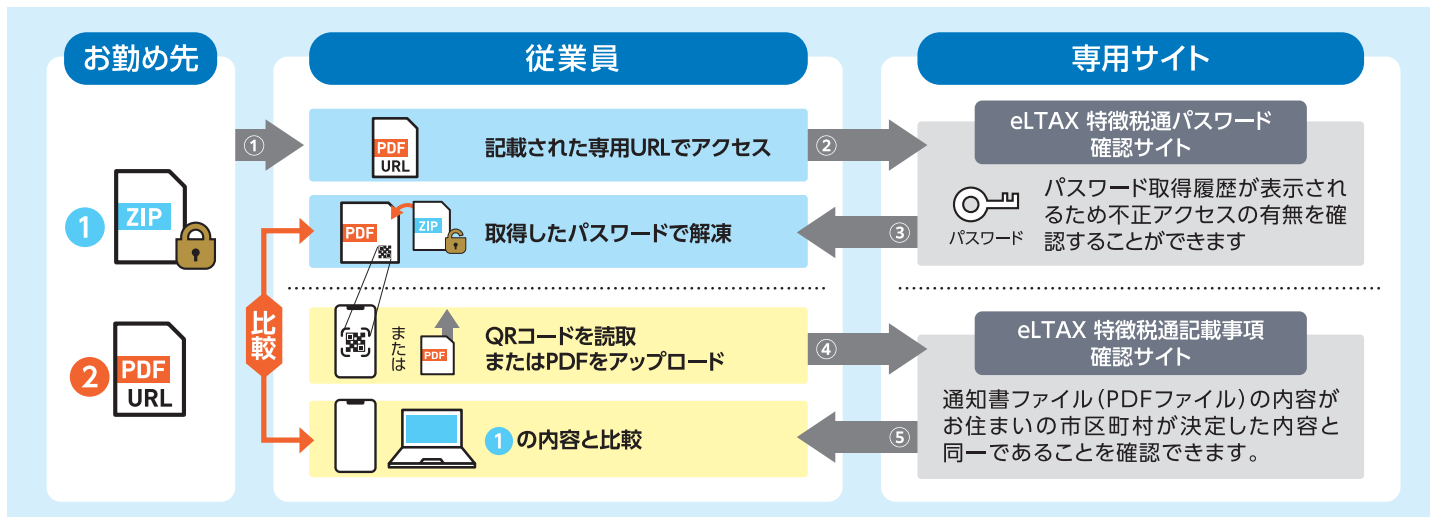 お勤め先
1
ZIP
2
PDF
URL
従業員
①
PDF
URL
記載された専用URLでアクセス
②
PDF
ZIP
取得したパスワードで解凍
③
比較
または
PDF
QRコードを読取
またはPDFをアップロード
④
1の内容と比較
⑤
専用サイト
eLTAX 特徴税通パスワード
確認サイト
パスワード
パスワード取得履歴が表示され
るため不正アクセスの有無を確
認することができます
eLTAX 特徴税通記載事項
確認サイト
通知書ファイル(PDFファイル)の内容が
お住まいの市区町村が決定した内容と
同一であることを確認できます。